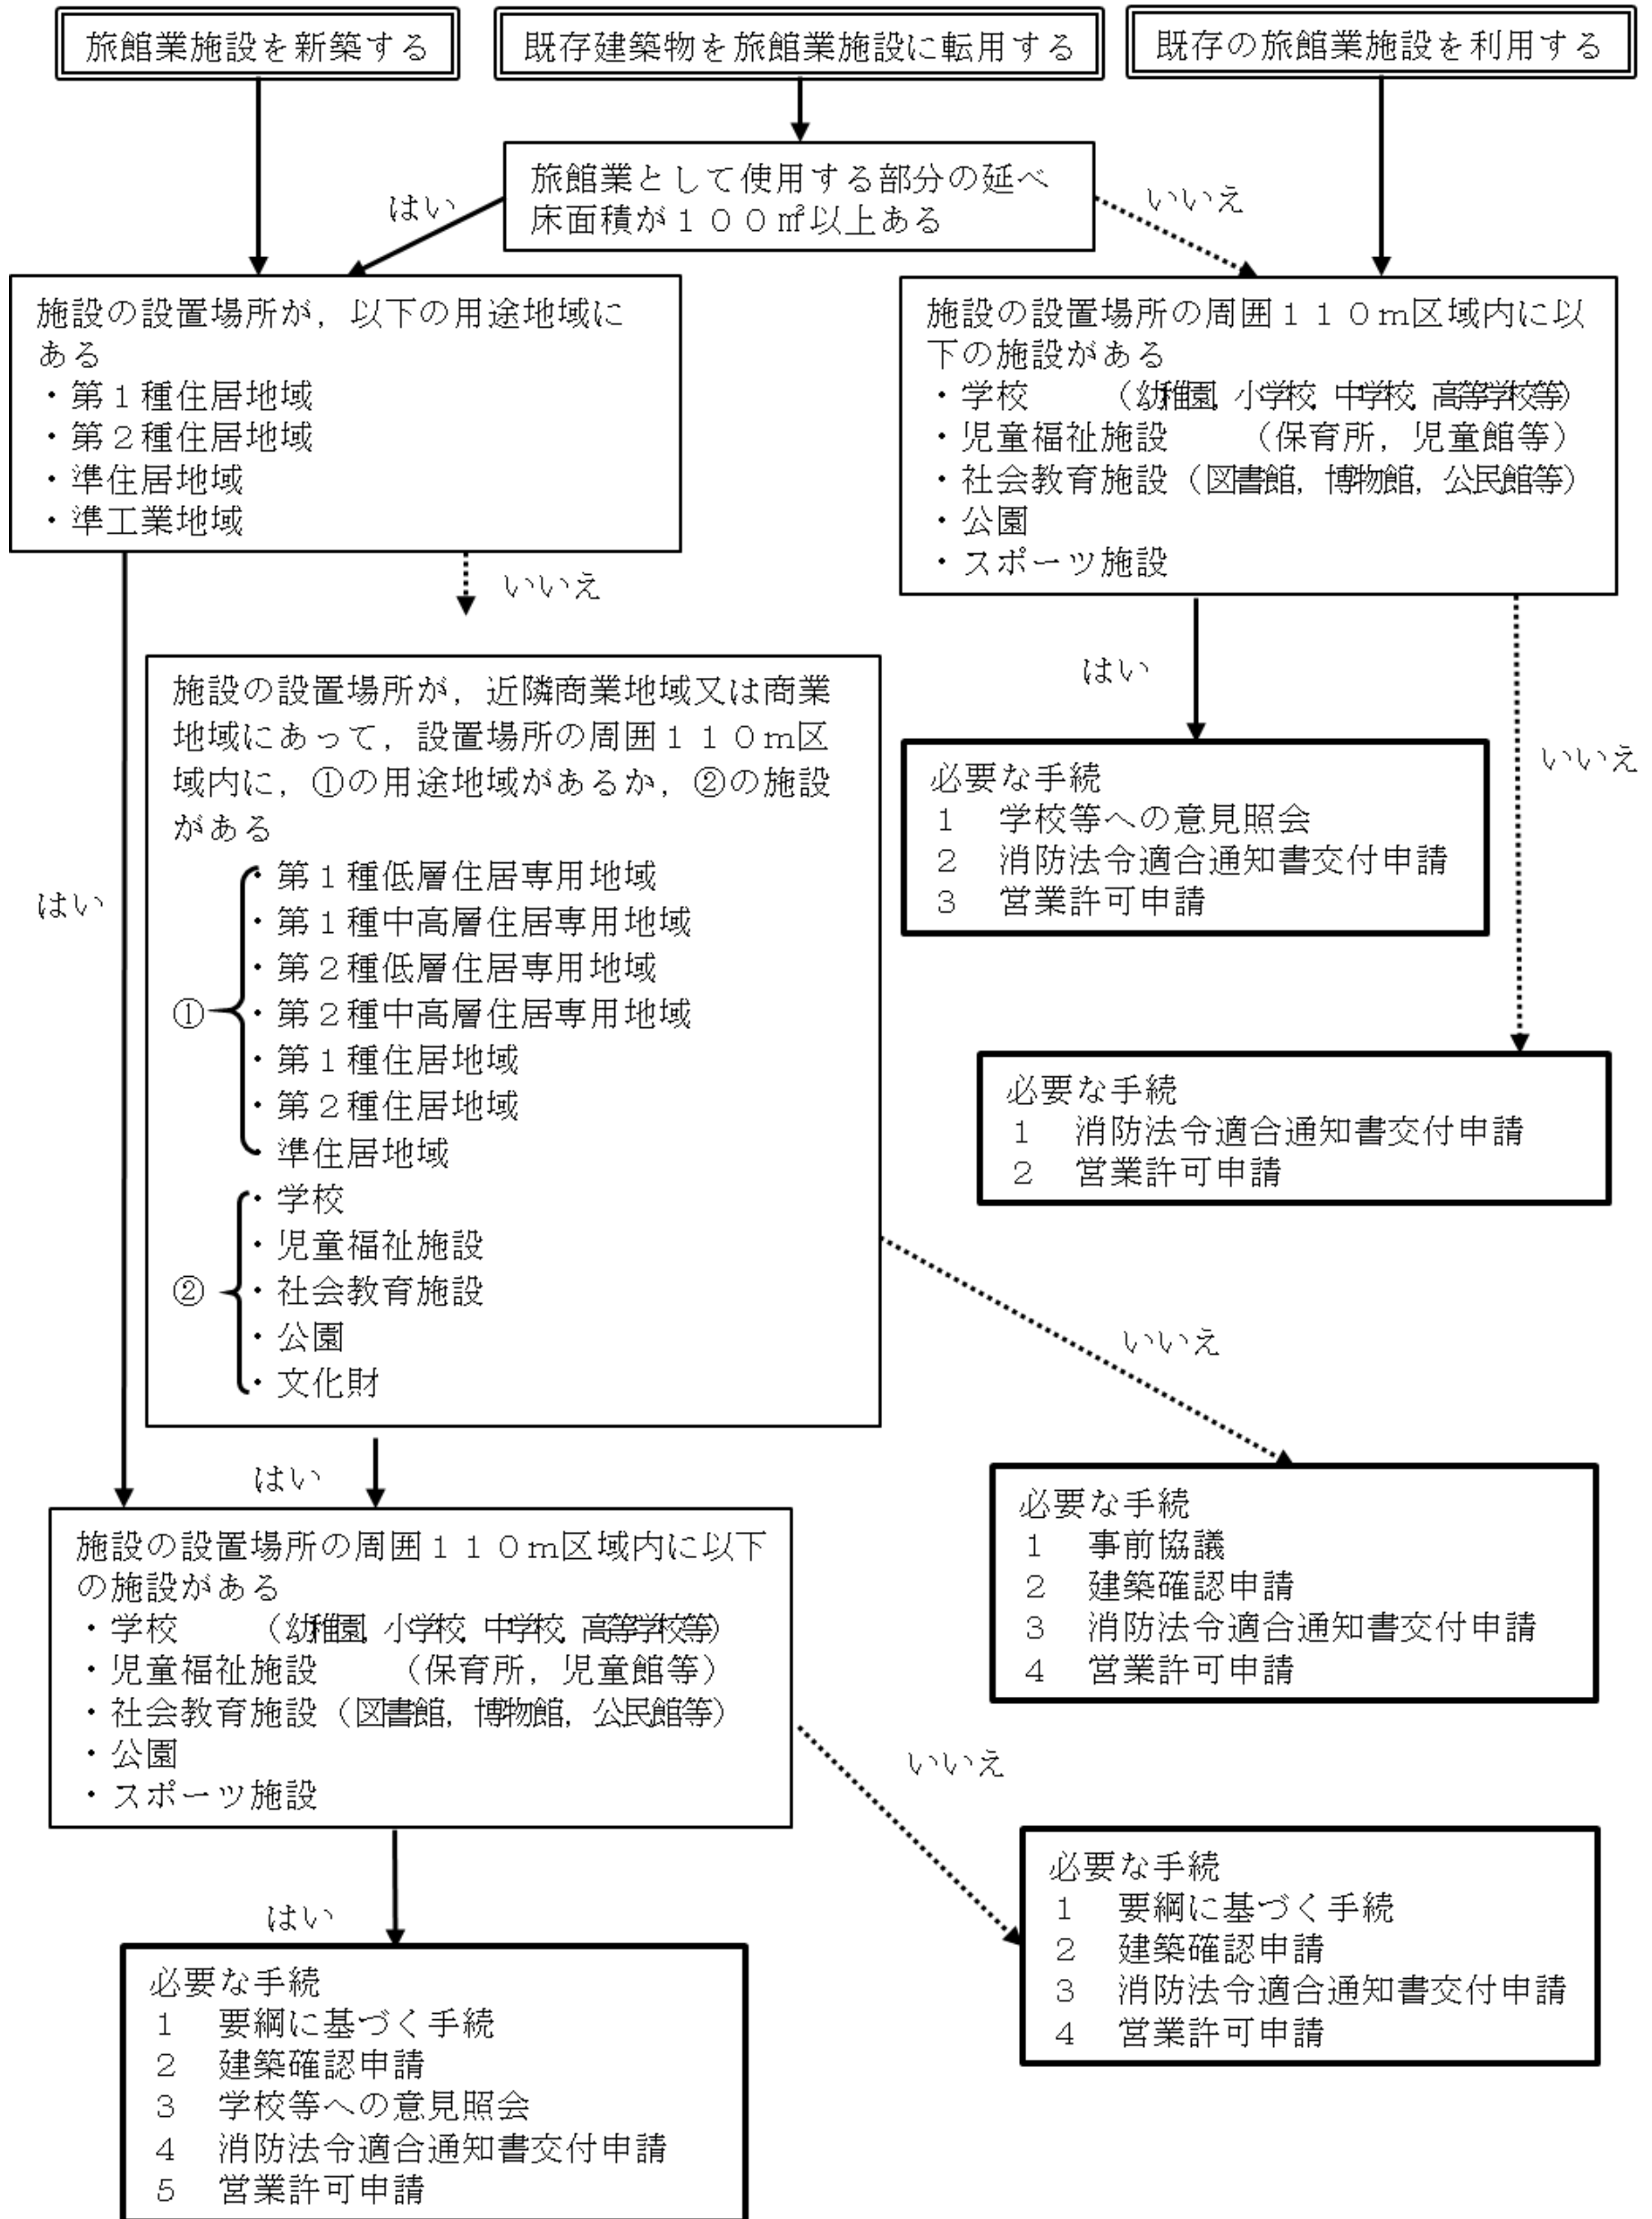 旅館業施設を新築する
既存建築物を旅館業施設に転用する
既存の旅館業施設を利用する
旅館業として使用する部分の延べ
床面積が１００㎡以上ある
はい
いいえ
施設の設置場所が，以下の用途地域に
ある
・第１種住居地域
・第２種住居地域
・準住居地域
・準工業地域
施設の設置場所の周囲１１０ｍ区域内に以
下の施設がある
・学校　　（幼稚園，小学校，中学校，高等学校等）
・児童福祉施設　　（保育所，児童館等）
・社会教育施設（図書館，博物館，公民館等）
・公園
・スポーツ施設
いいえ
はい
いいえ
はい
施設の設置場所が，近隣商業地域又は商業
地域にあって，設置場所の周囲１１０ｍ区
域内に，①の用途地域があるか，②の施設
がある
①
・第１種低層住居専用地域
・第１種中高層住居専用地域
・第２種低層住居専用地域
・第２種中高層住居専用地域
・第１種住居地域
・第２種住居地域
・準住居地域
②
・学校
・児童福祉施設
・社会教育施設
・公園
・文化財
必要な手続
１　学校等への意見照会
２　消防法令適合通知書交付申請
３　営業許可申請
必要な手続
１　消防法令適合通知書交付申請
２　営業許可申請
いいえ
はい
必要な手続
１　事前協議
２　建築確認申請
３　消防法令適合通知書交付申請
４　営業許可申請
施設の設置場所の周囲１１０ｍ区域内に以下
の施設がある
・学校　　（幼稚園，小学校，中学校，高等学校等）
・児童福祉施設　　（保育所，児童館等）
・社会教育施設（図書館，博物館，公民館等）
・公園
・スポーツ施設
いいえ
はい
必要な手続
１　要綱に基づく手続
２　建築確認申請
３　消防法令適合通知書交付申請
４　営業許可申請
必要な手続
１　要綱に基づく手続
２　建築確認申請
３　学校等への意見照会
４　消防法令適合通知書交付申請
５　営業許可申請